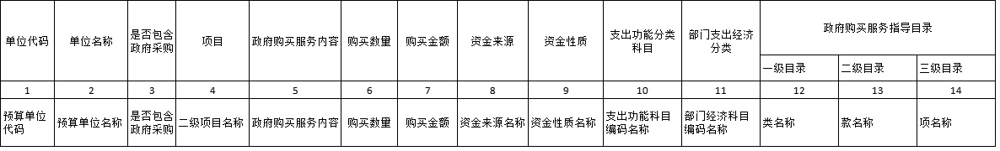 单位代码 单位名称 是否包含政府采购 项目 政府购买服务内容 购买数量 购买金额 资金来源 资金性质 支出功能分类科目 部门支出经济分类 政府购买服务指导目录
一级目录 二级目录 三级目录
1 2 3 4 5 6 7 8 9 10 11 12 13 14
预算单位代码 预算单位名称 是否包含政府采购 二级项目名称 政府购买服务内容 购买数量 购买金额 资金来源名称 资金性质名称 支出功能科目编码名称 部门经济科目编码名称 类名称 款名称 项名称